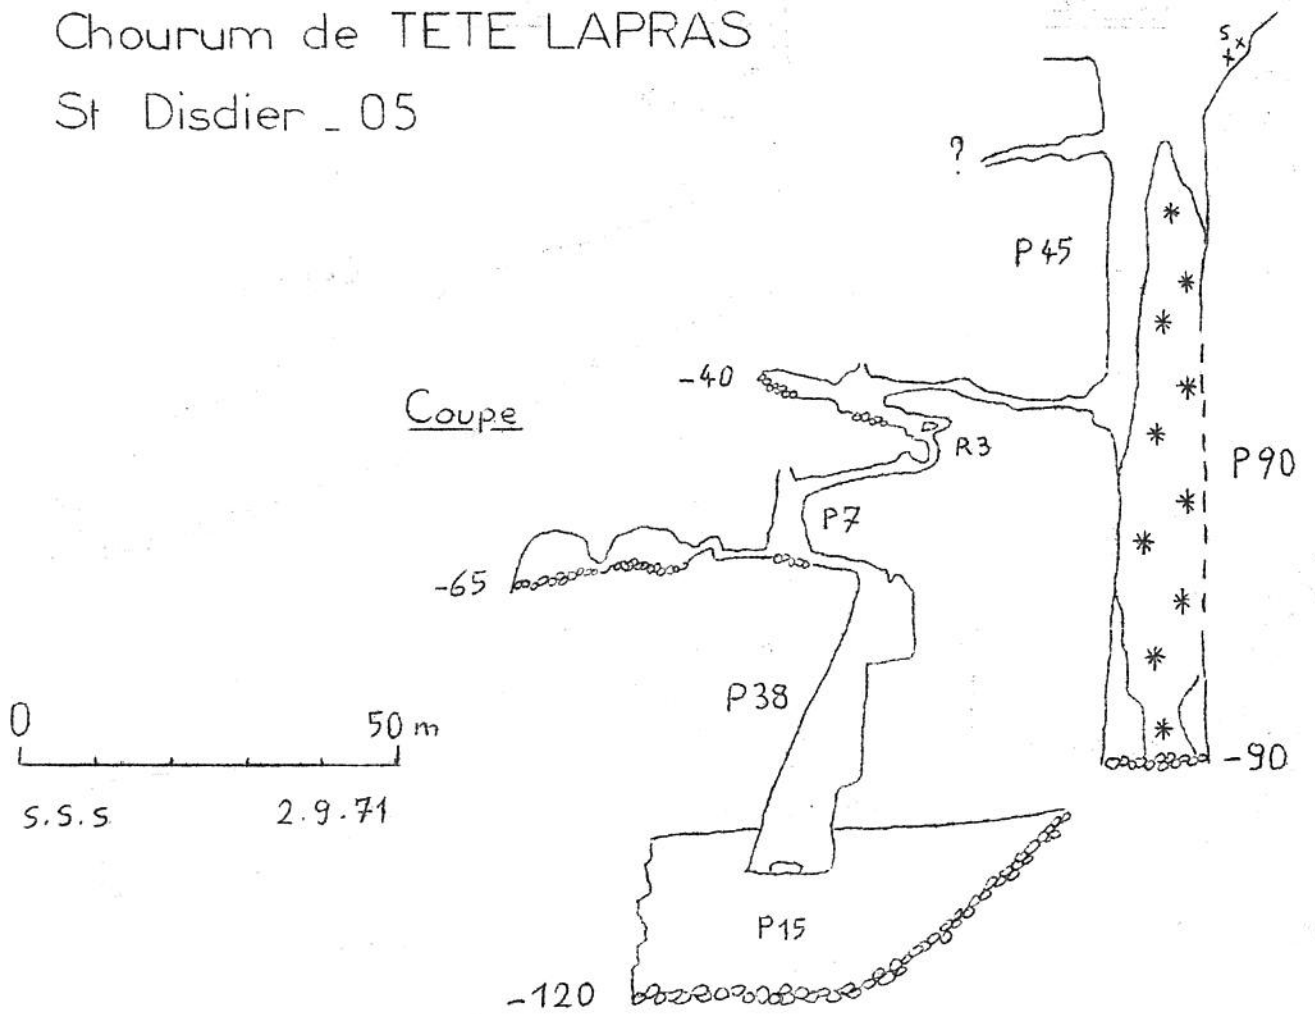 Chourum de TETE LAPRAS
St Disdier _ 05
s
?
P 45
-40
Coupe
R3
P90
P7
-65
P38
0 50 m
-90
s.s.s 2.9.71
P15
-120